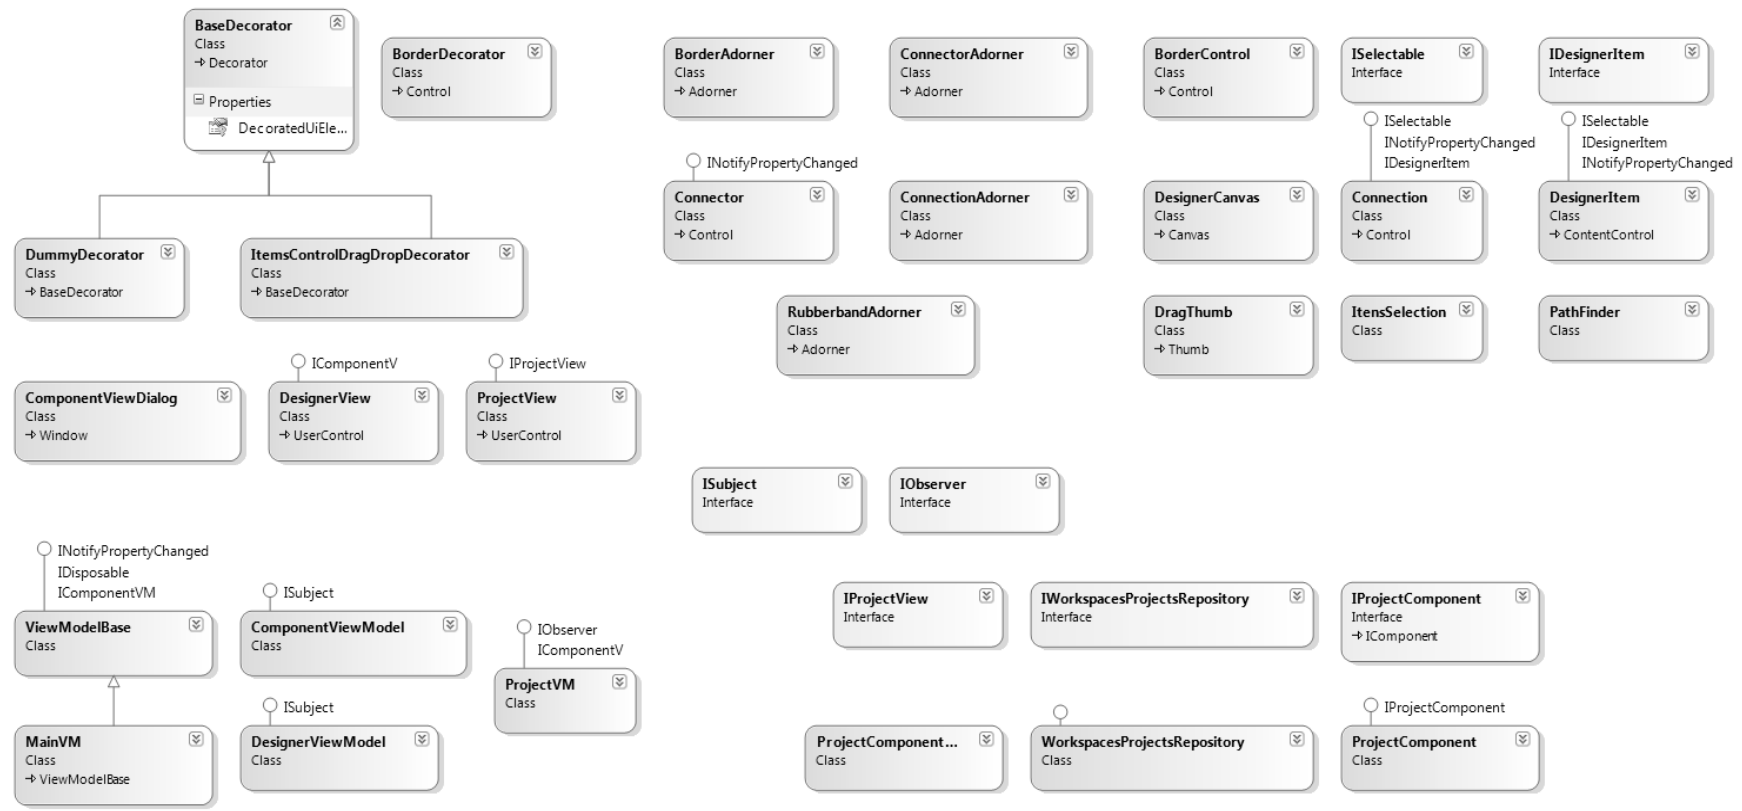 BaseDecorator
Class
Decorator
Properties
DecoratedUiEle...
BorderDecorator
Class
Control
BorderAdorner
Class
Adorner
ConnectorAdorner
Class
Adorner
BorderControl
Class
Control
ISelectable
Interface
IDesignerItem
Interface
INotifyPropertyChanged
Connector
Class
Control
ConnectionAdorner
Class
Adorner
DesignerCanvas
Class
Canvas
ISelectable
INotifyPropertyChanged
IDesignerItem
Connection
Class
Control
ISelectable
IDesignerItem
INotifyPropertyChanged
DesignerItem
Class
ContentControl
DummyDecorator
Class
BaseDecorator
ItemsControlDragDropDecorator
Class
BaseDecorator
RubberbandAdorner
Class
Adorner
DragThumb
Class
Thumb
ItensSelection
Class
PathFinder
Class
ComponentViewDialog
Class
Window
IComponentV
DesignerView
Class
UserControl
IProjectView
ProjectView
Class
UserControl
ISubject
Interface
IObserver
Interface
INotifyPropertyChanged
IDisposable
IComponentVM
ViewModelBase
Class
ISubject
ComponentViewModel
Class
IObserver
IComponentV
ProjectVM
Class
IProjectView
Interface
IWorkspacesProjectsRepository
Interface
IProjectComponent
Interface
IComponent
MainVM
Class
ViewModelBase
ISubject
DesignerViewModel
Class
ProjectComponent...
Class
WorkspacesProjectsRepository
Class
IProjectComponent
ProjectComponent
Class